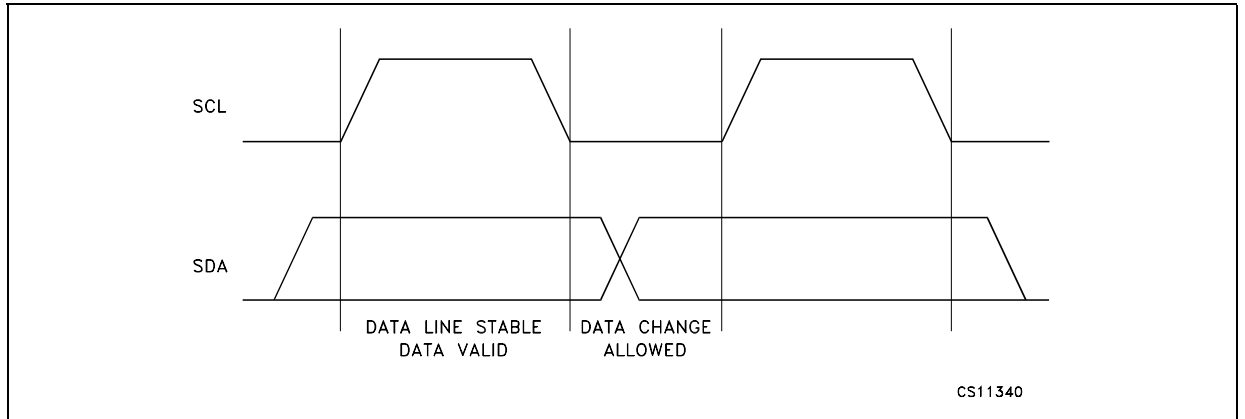 SCL
SDA
DATA LINE STABLE
DATA VALID
DATA CHANGE
ALLOWED
CS11340